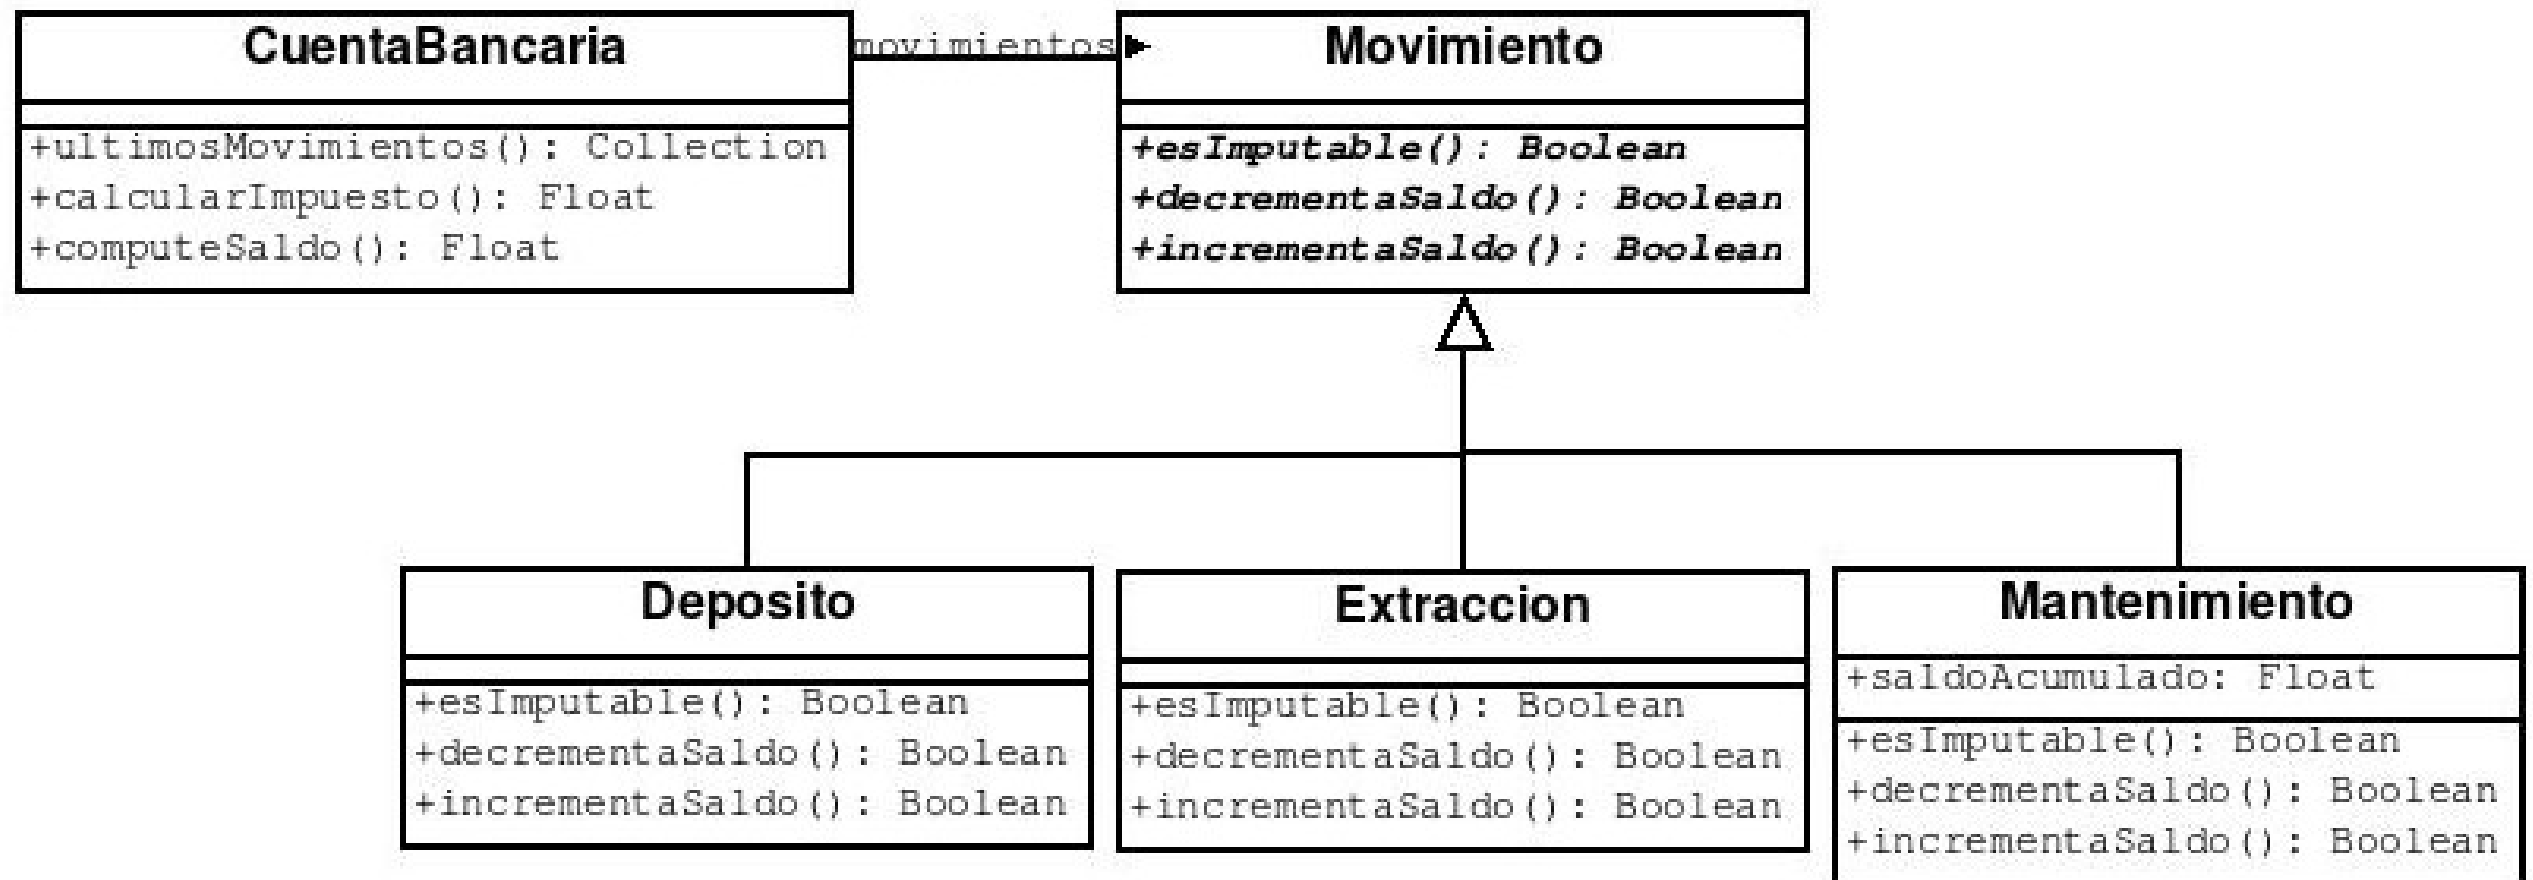 CuentaBancaria
+ultimosMovimientos(): Collection
+calcularImpuesto(): Float
+computeSaldo(): Float
movimientos
Movimiento
+esImputable(): Boolean
+decrementaSaldo(): Boolean
+incrementaSaldo(): Boolean
Deposito
+esImputable(): Boolean
+decrementaSaldo(): Boolean
+incrementaSaldo(): Boolean
Extraccion
+esImputable(): Boolean
+decrementaSaldo(): Boolean
+incrementaSaldo(): Boolean
Mantenimiento
+saldoAcumulado: Float
+esImputable(): Boolean
+decrementaSaldo(): Boolean
+incrementaSaldo(): Boolean